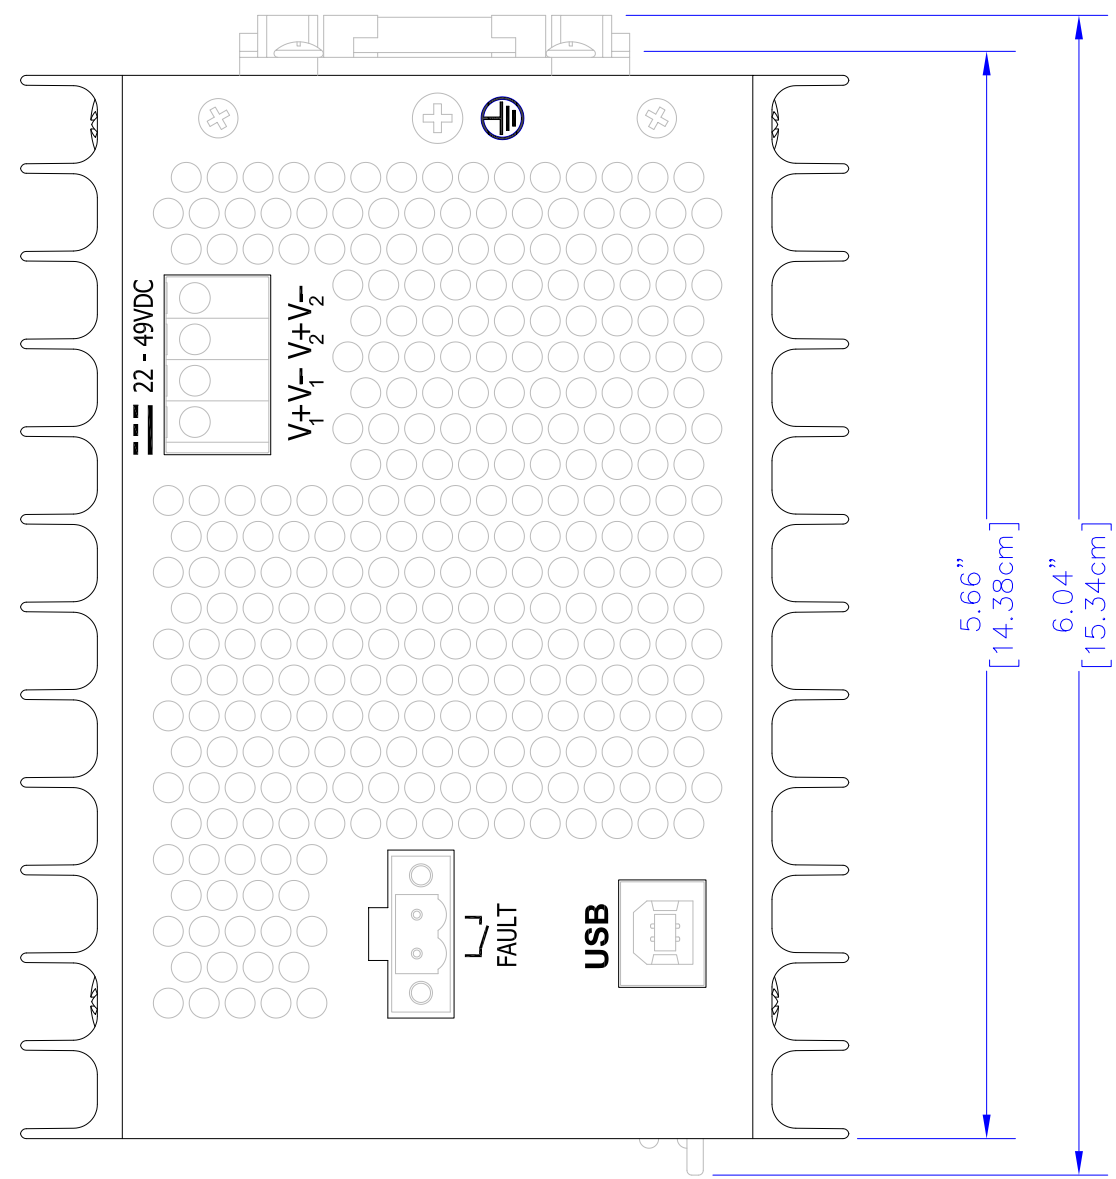 22 - 49VDC
V1+V1- V2+V2-
FAULT
USB
5.66”
[14.38cm]
6.04”
[15.34cm]